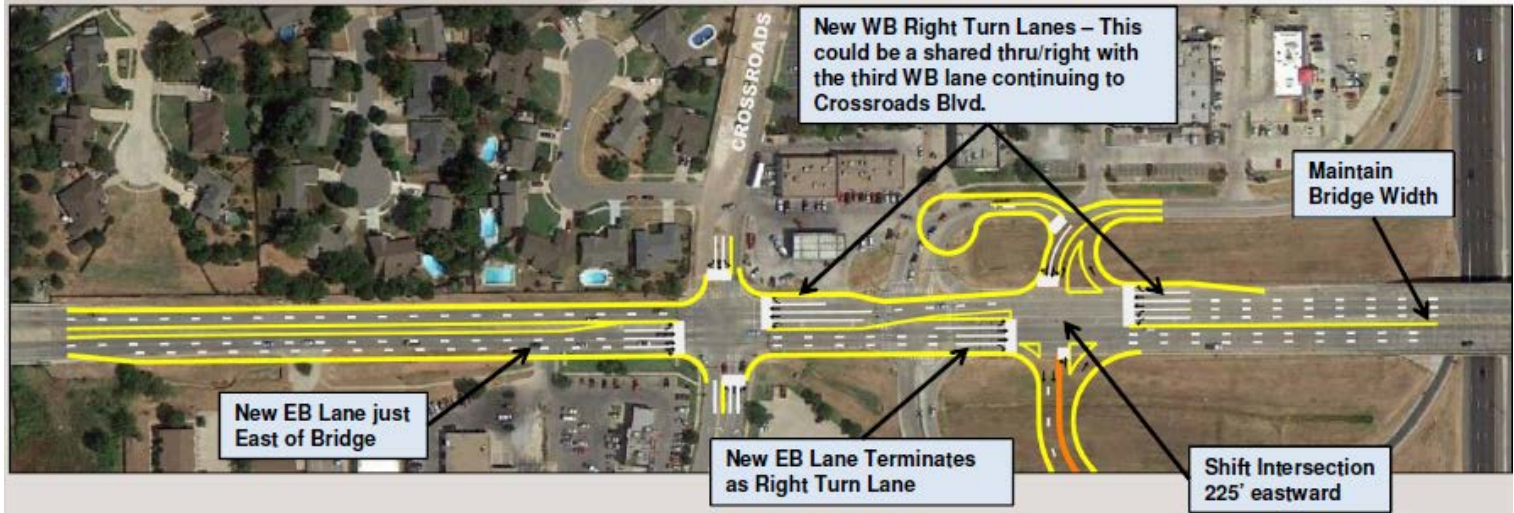 New WB Right Turn Lanes – This
could be a shared thru/right with
the third WB lane continuing to
Crossroads Blvd.
CROSSROADS
Maintain
Bridge Width
New EB Lane just
East of Bridge
New EB Lane Terminates
as Right Turn Lane
Shift Intersection
225' eastward